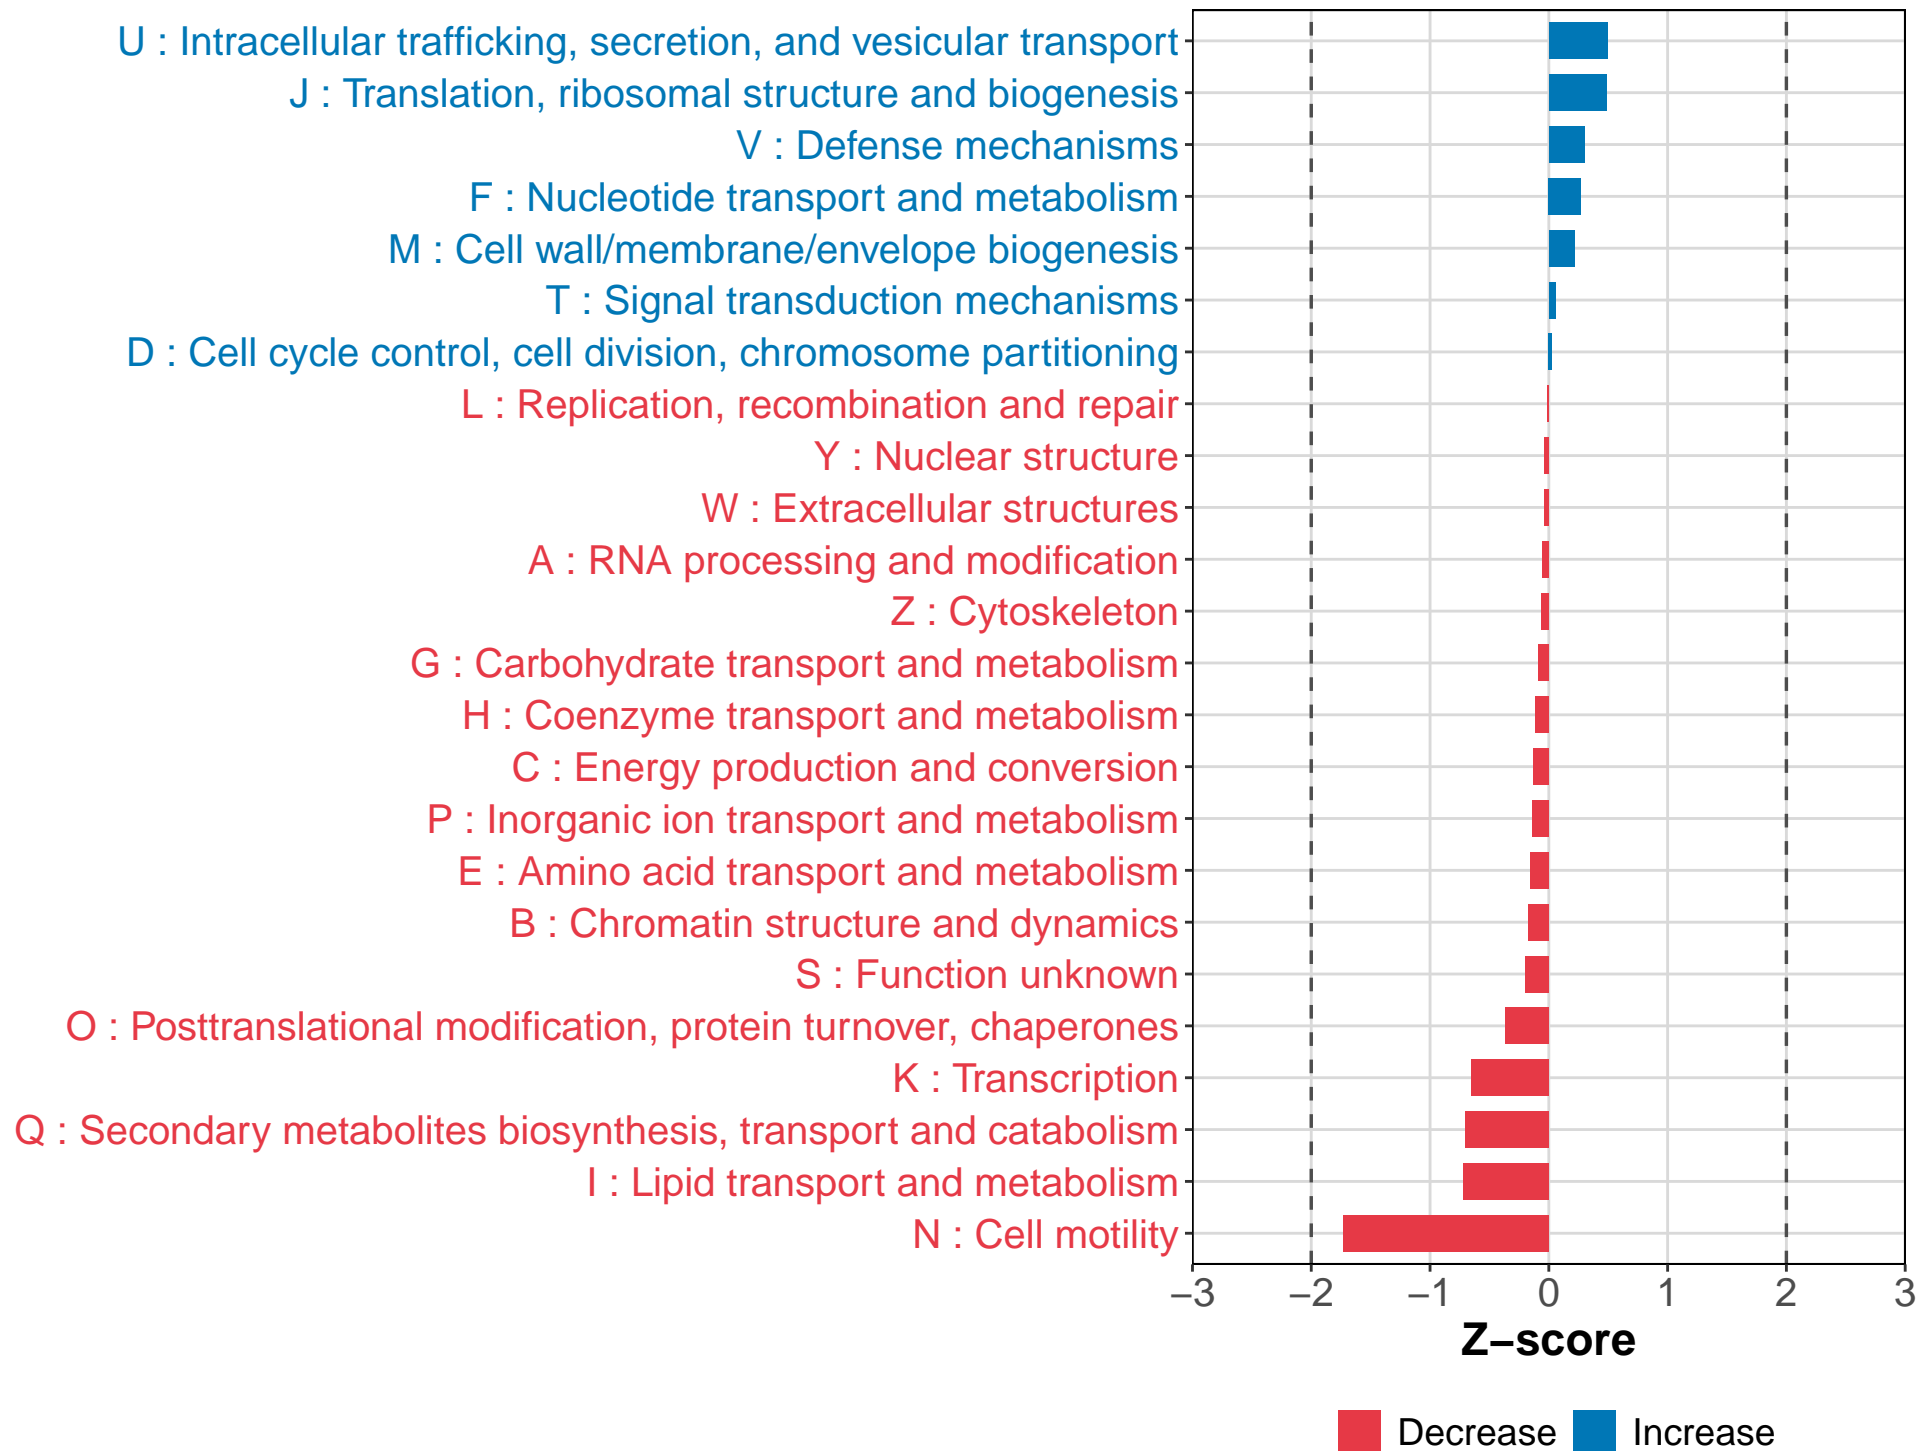 U : Intracellular trafficking, secretion, and vesicular transport
J : Translation, ribosomal structure and biogenesis
V : Defense mechanisms
F : Nucleotide transport and metabolism
M : Cell wall/membrane/envelope biogenesis
T : Signal transduction mechanisms
D : Cell cycle control, cell division, chromosome partitioning
L : Replication, recombination and repair
Y : Nuclear structure
W : Extracellular structures
A : RNA processing and modification
Z : Cytoskeleton
G : Carbohydrate transport and metabolism
H : Coenzyme transport and metabolism
C : Energy production and conversion
P : Inorganic ion transport and metabolism
E : Amino acid transport and metabolism
B : Chromatin structure and dynamics
S : Function unknown
O : Posttranslational modification, protein turnover, chaperones
K : Transcription
Q : Secondary metabolites biosynthesis, transport and catabolism
I : Lipid transport and metabolism
N : Cell motility
−3 −2 −1 0 1 2 3
Z−score
Decrease Increase